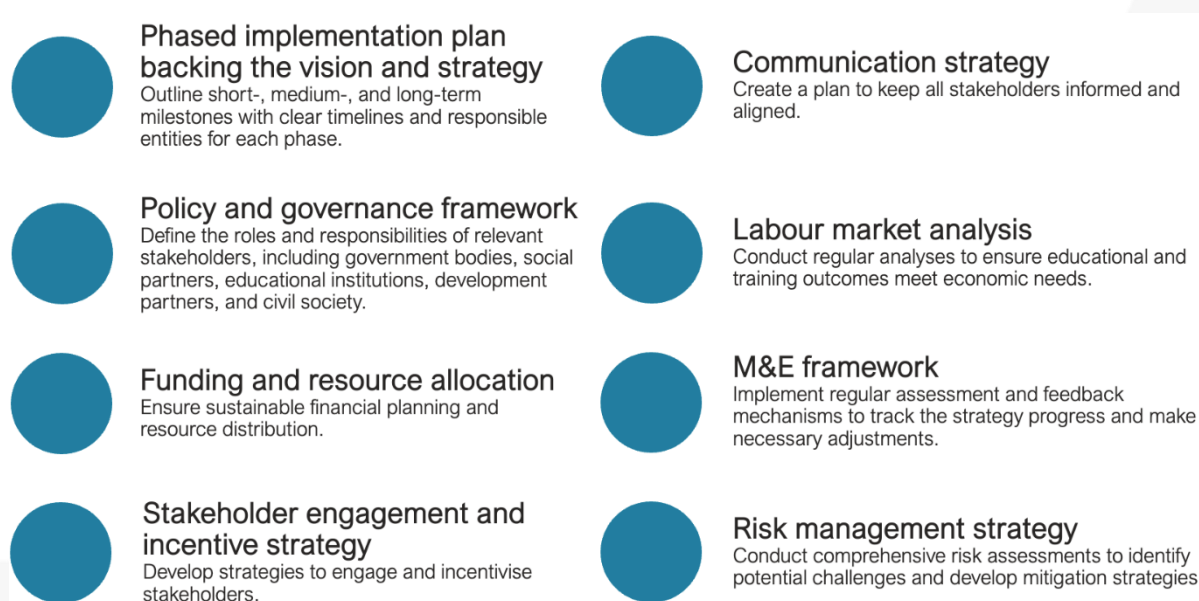 Phased implementation plan
backing the vision and strategy
Outline short-, medium-, and long-term
milestones with clear timelines and responsible
entities for each phase.
Policy and governance framework
Define the roles and responsibilities of relevant
stakeholders, including government bodies, social
partners, educational institutions, development
partners, and civil society.
Funding and resource allocation
Ensure sustainable financial planning and
resource distribution.
Stakeholder engagement and
incentive strategy
Develop strategies to engage and incentivise
stakeholders.
Communication strategy
Create a plan to keep all stakeholders informed and
aligned.
Labour market analysis
Conduct regular analyses to ensure educational and
training outcomes meet economic needs.
M&E framework
Implement regular assessment and feedback
mechanisms to track the strategy progress and make
necessary adjustments.
Risk management strategy
Conduct comprehensive risk assessments to identify
potential challenges and develop mitigation strategies